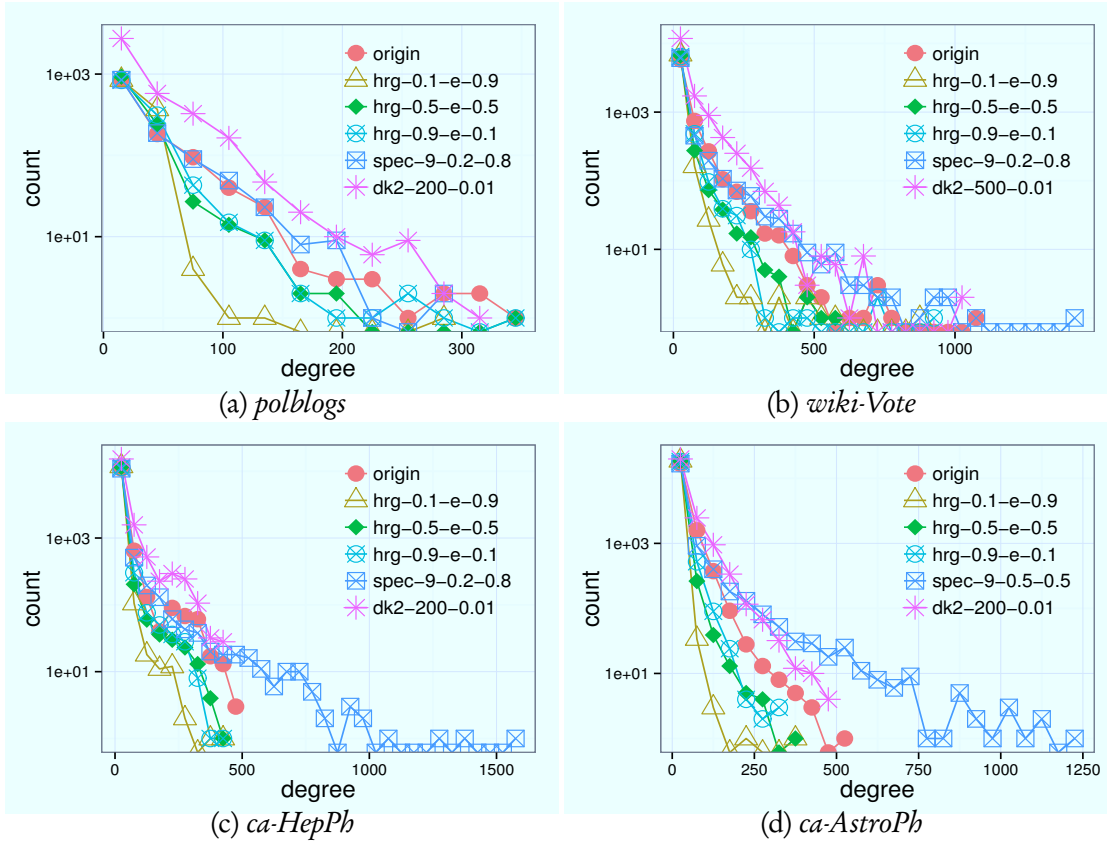 origin
hrg−0.1−e−0.9
hrg−0.5−e−0.5
hrg−0.9−e−0.1
spec−9−0.2−0.8
dk2−200−0.01
1e+03
1e+01
count
0 100 200 300
degree
(a) polblogs
origin
hrg−0.1−e−0.9
hrg−0.5−e−0.5
hrg−0.9−e−0.1
spec−9−0.2−0.8
dk2−500−0.01
1e+03
1e+01
count
0 500 1000
degree
(b) wiki-Vote
origin
hrg−0.1−e−0.9
hrg−0.5−e−0.5
hrg−0.9−e−0.1
spec−9−0.2−0.8
dk2−200−0.01
1e+03
1e+01
count
0 500 1000 1500
degree
(c) ca-HepPh
origin
hrg−0.1−e−0.9
hrg−0.5−e−0.5
hrg−0.9−e−0.1
spec−9−0.5−0.5
dk2−200−0.01
1e+03
1e+01
count
0 250 500 750 1000 1250
degree
(d) ca-AstroPh